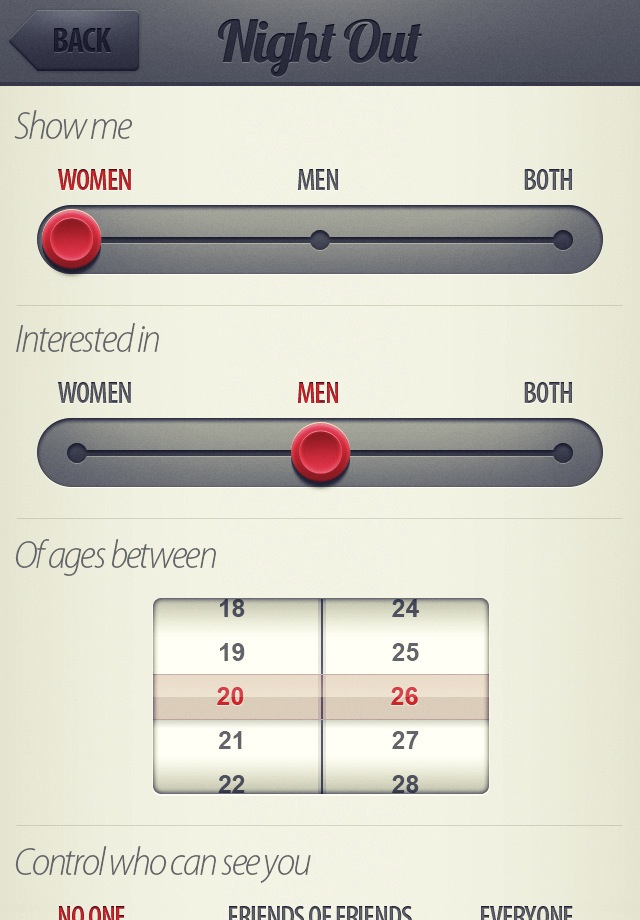 BACK Night Out
Show me
WOMEN MEN BOTH
Interested in
WOMEN MEN BOTH
Of ages between
18 24
19 25
20 26
21 27
22 28
Control who can see you
NO ONE FRIENDS OF FRIENDS EVERYONE